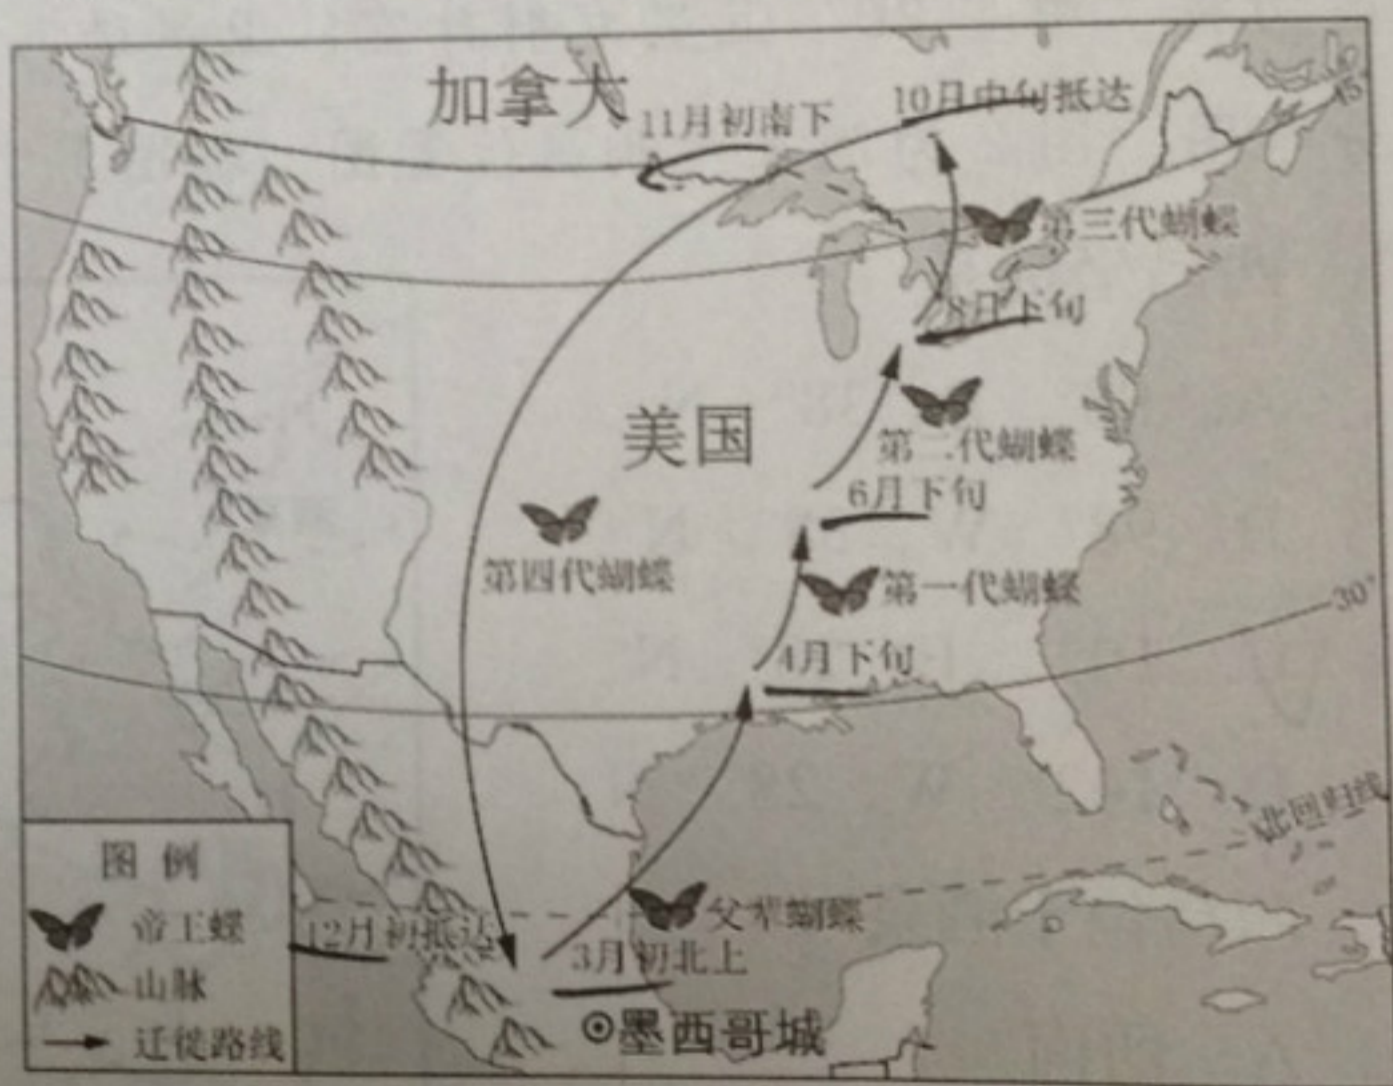 加拿大
10月中旬抵达
11月初南下
45°
第三代蝴蝶
8月下旬
美国
第二代蝴蝶
6月下旬
第四代蝴蝶
第一代蝴蝶
30°
4月下旬
北回归线
图例
帝王蝶
山脉
迁徙路线
父辈蝴蝶
12月初抵达
3月初北上
墨西哥城